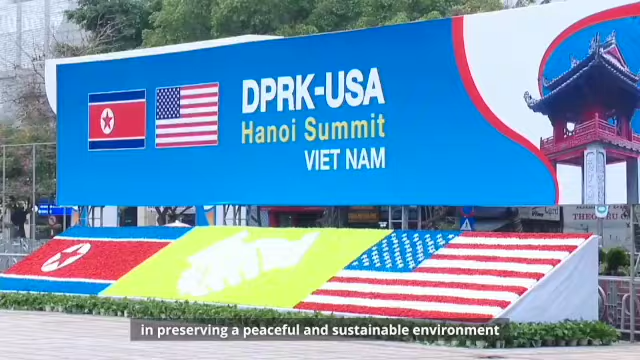 DPRK-USA
Hanoi Summit
VIET NAM
in preserving a peaceful and sustainable environment